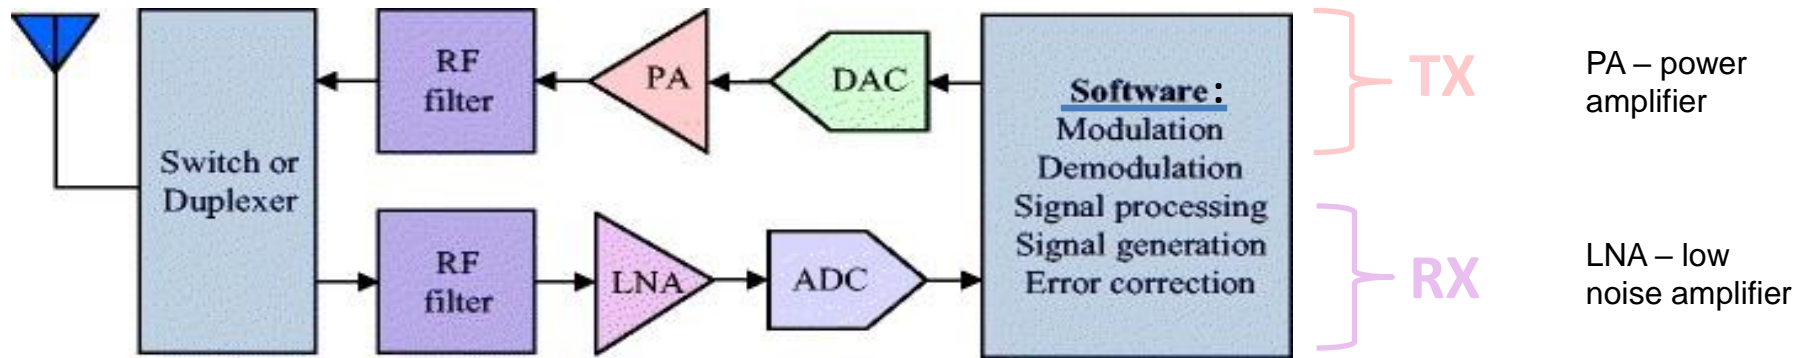 Switch or
Duplexer
RF
filter
PA
DAC
RF
filter
LNA
ADC
Software:
Modulation
Demodulation
Signal processing
Signal generation
Error correction
TX
PA – power
amplifier
RX
LNA – low
noise amplifier